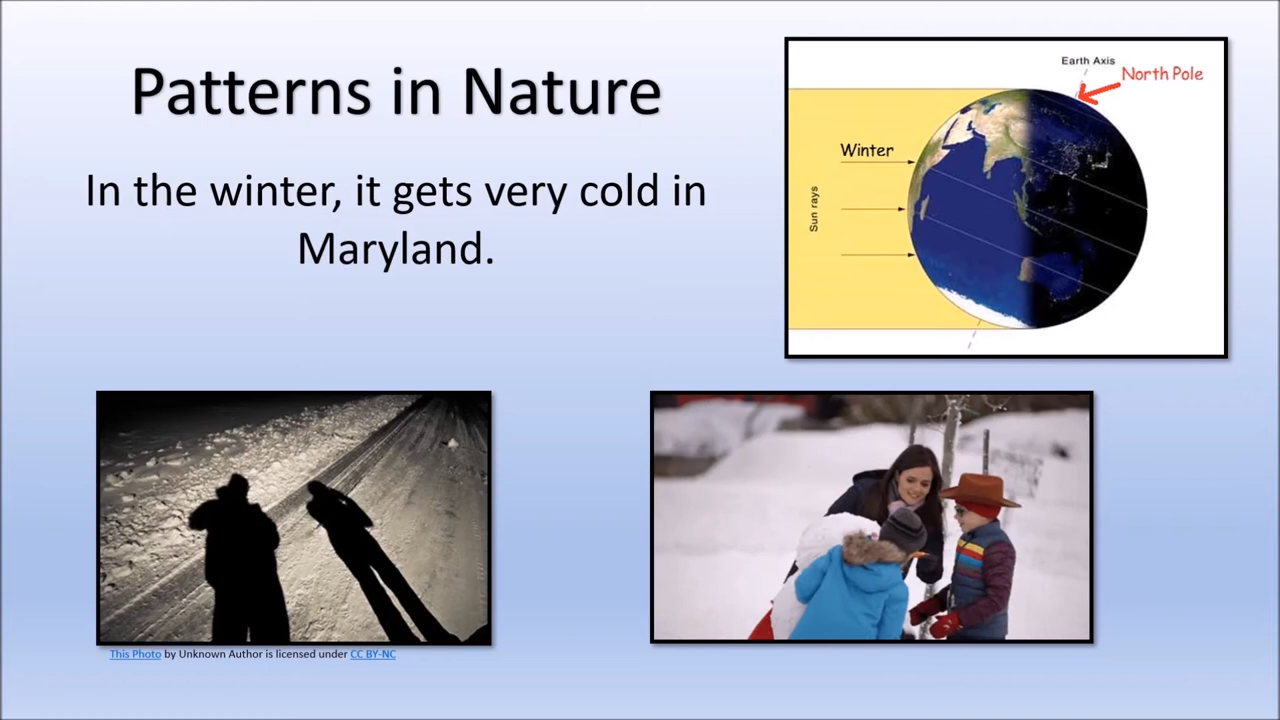 Patterns in Nature
In the winter, it gets very cold in
Maryland.
Earth Axis
North Pole
Winter
Sun rays
This Photo by Unknown Author is licensed under CC BY-NC